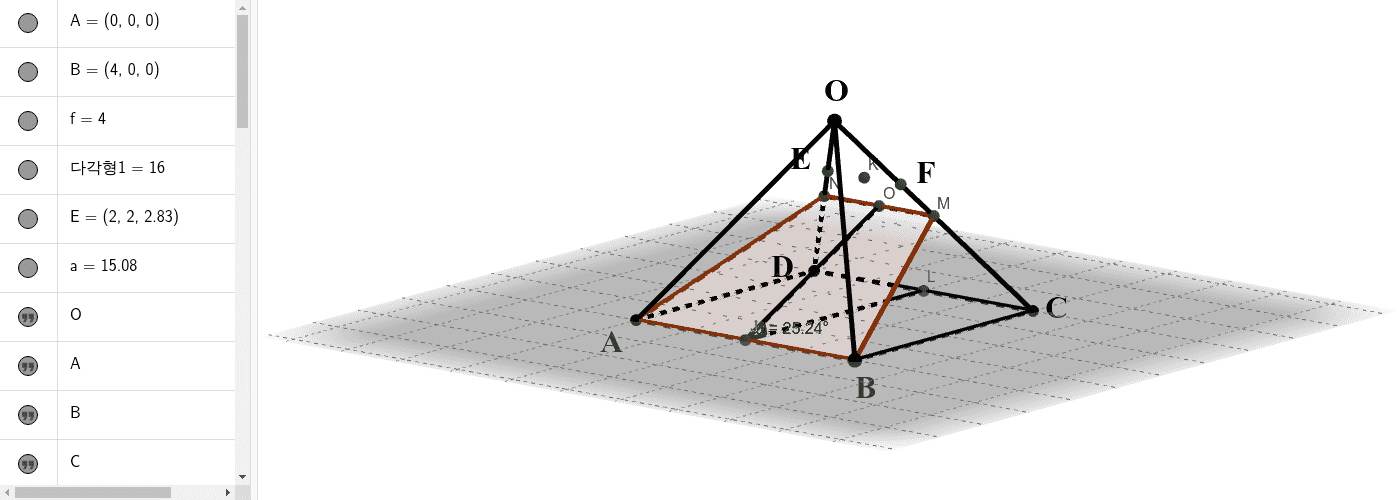 A = (0, 0, 0)
B = (4, 0, 0)
f = 4
다각형1 = 16
E = (2, 2, 2.83)
a = 15.08
O
A
B
C
O
E
K
F
N
O
M
D
L
C
= 25.24°
A
B